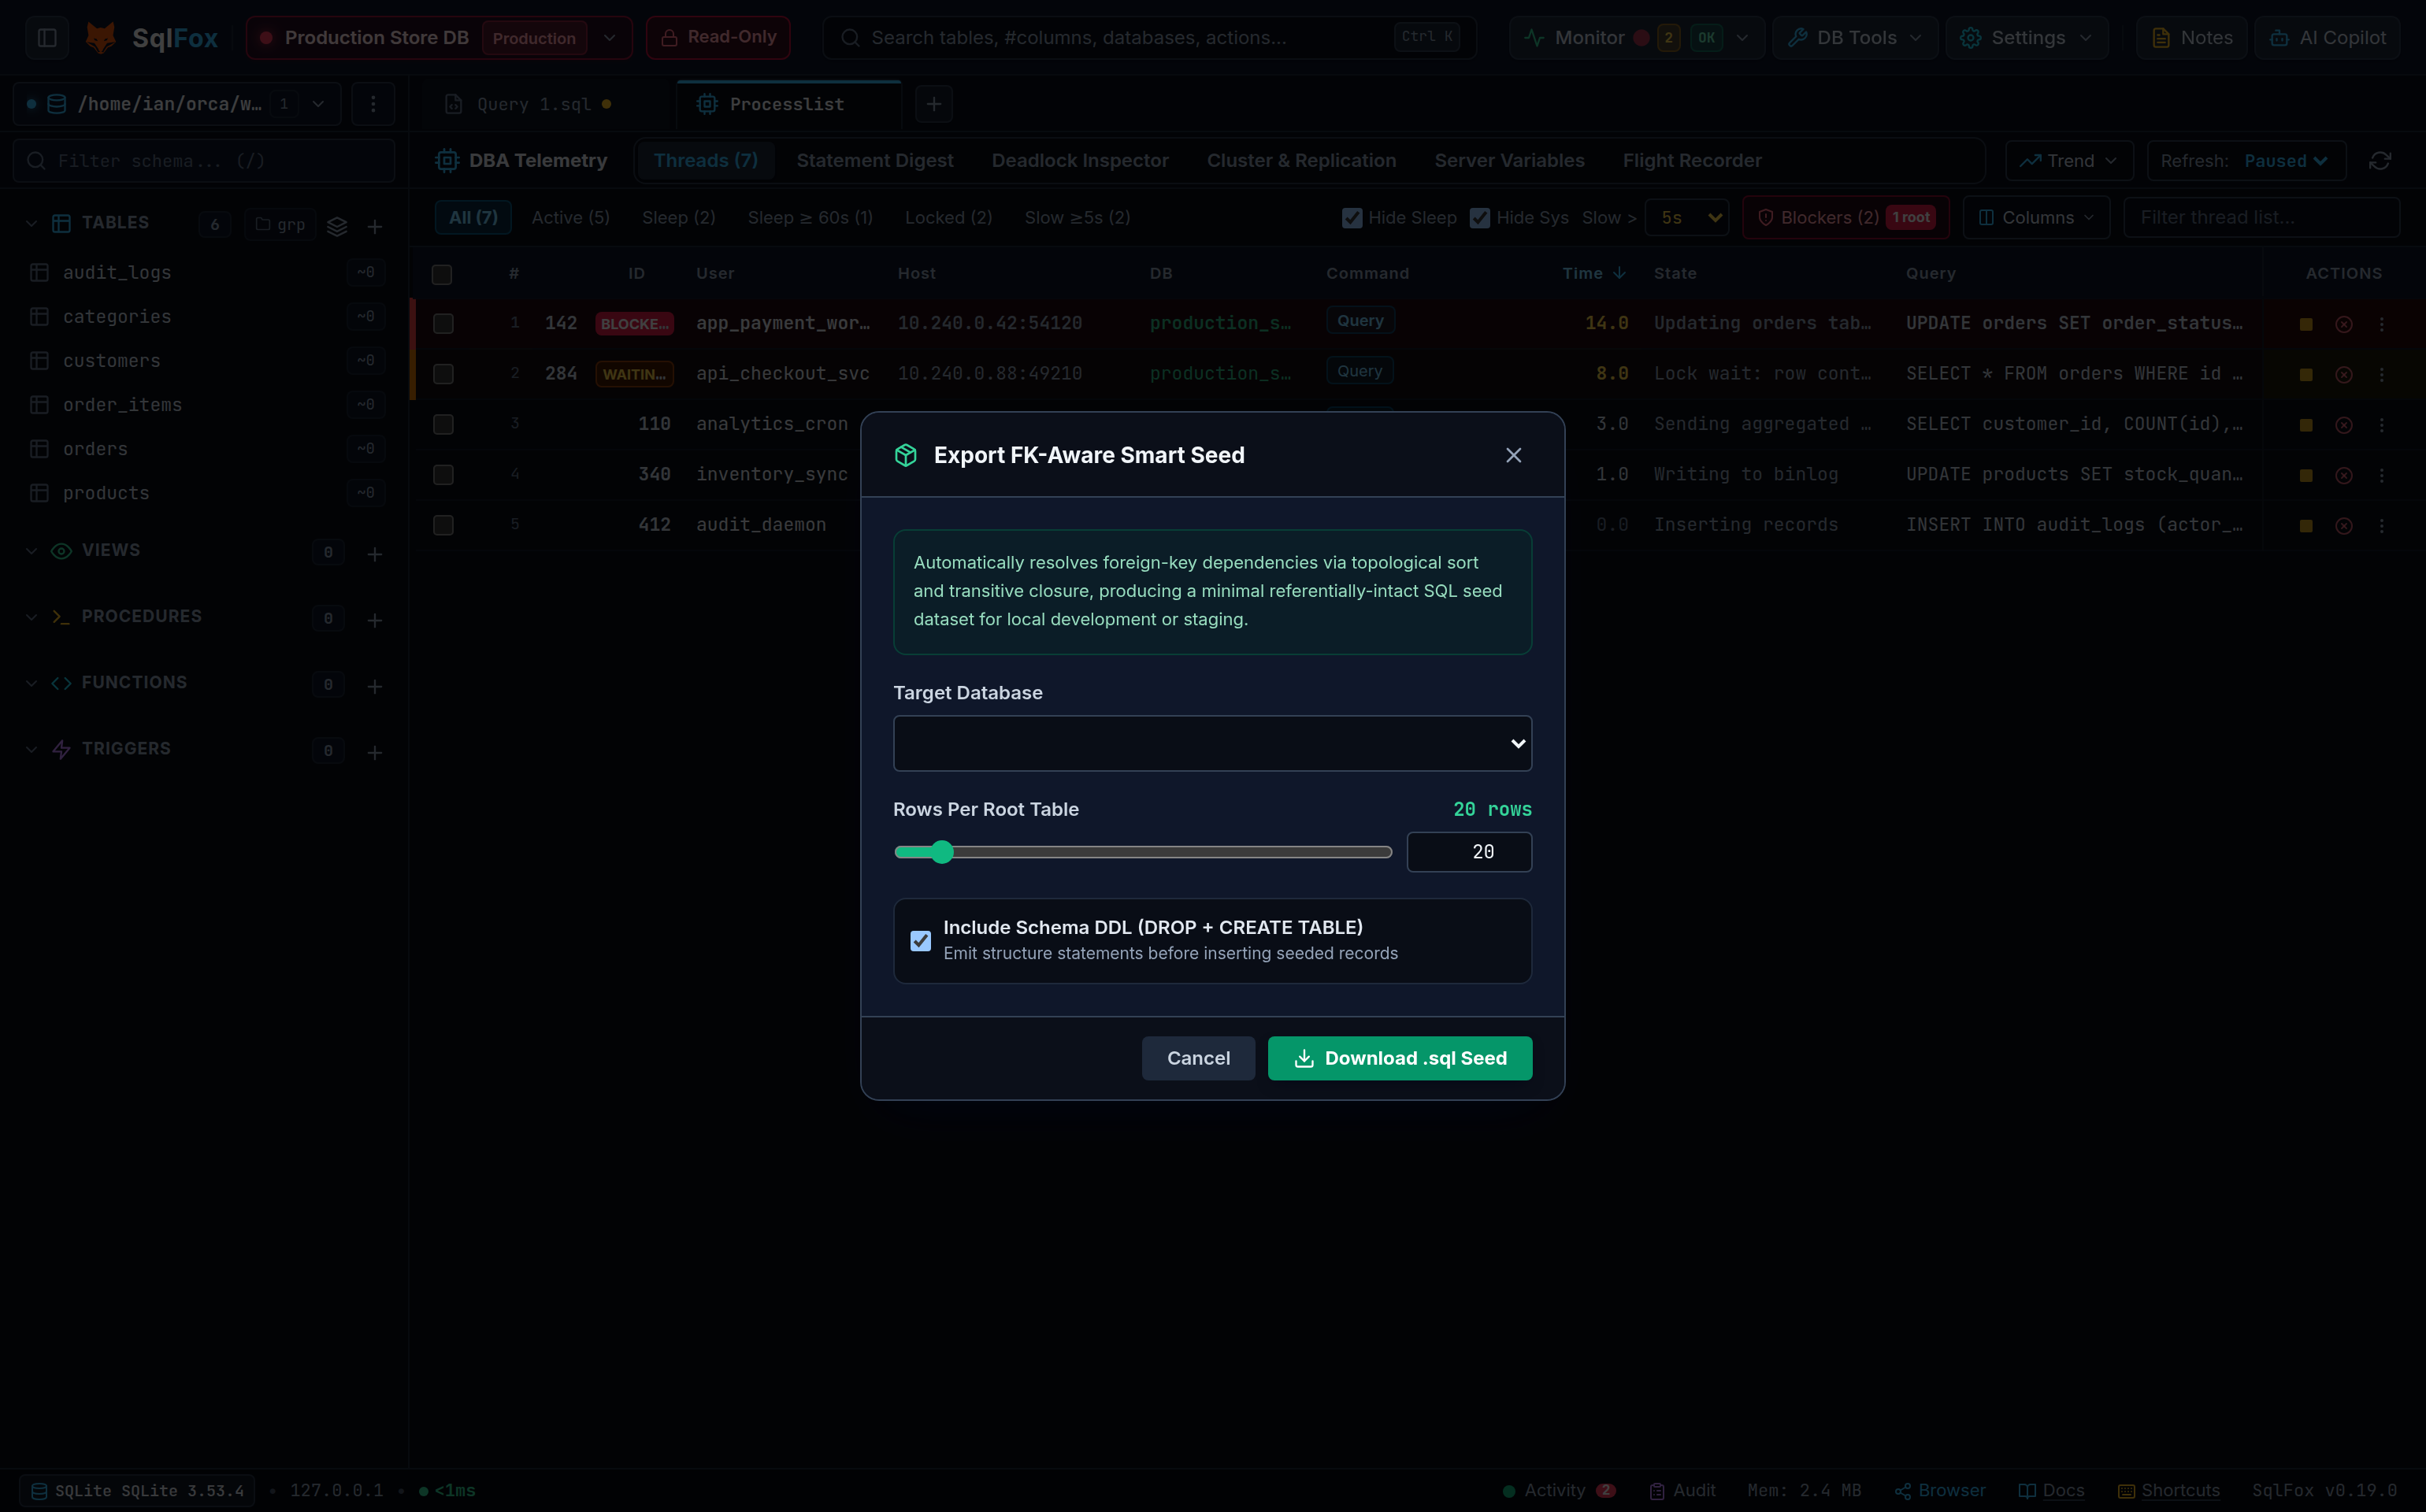 SqlFox
Production Store DB Production
Read-Only
Search tables, #columns, databases, actions... Ctrl K
Monitor 2 OK
DB Tools
Settings
Notes
AI Copilot
/home/ian/orca/w… 1
Query 1.sql
Processlist
Filter schema... (/)
DBA Telemetry
Threads (7)
Statement Digest
Deadlock Inspector
Cluster & Replication
Server Variables
Flight Recorder
Trend
Refresh: Paused
TABLES 6 grp
audit_logs ~0
categories ~0
customers ~0
order_items ~0
orders ~0
products ~0
VIEWS 0
PROCEDURES 0
FUNCTIONS 0
TRIGGERS 0
All (7) Active (5) Sleep (2) Sleep ≥ 60s (1) Locked (2) Slow ≥5s (2)
Hide Sleep Hide Sys Slow > 5s
Blockers (2) 1 root
Columns
Filter thread list...
# ID User Host DB Command Time State Query ACTIONS
1 142 BLOCKE… app_payment_wor… 10.240.0.42:54120 production_s… Query 14.0 Updating orders tab… UPDATE orders SET order_status…
2 284 WAITIN… api_checkout_svc 10.240.0.88:49210 production_s… Query 8.0 Lock wait: row cont… SELECT * FROM orders WHERE id …
3 110 analytics_cron 3.0 Sending aggregated … SELECT customer_id, COUNT(id),…
4 340 inventory_sync 1.0 Writing to binlog UPDATE products SET stock_quan…
5 412 audit_daemon 0.0 Inserting records INSERT INTO audit_logs (actor_…
Export FK-Aware Smart Seed
Automatically resolves foreign-key dependencies via topological sort
and transitive closure, producing a minimal referentially-intact SQL seed
dataset for local development or staging.
Target Database
Rows Per Root Table 20 rows
20
Include Schema DDL (DROP + CREATE TABLE)
Emit structure statements before inserting seeded records
Cancel
Download .sql Seed
SQLite SQLite 3.53.4 • 127.0.0.1 • <1ms
Activity 2
Audit
Mem: 2.4 MB
Browser
Docs
Shortcuts
SqlFox v0.19.0